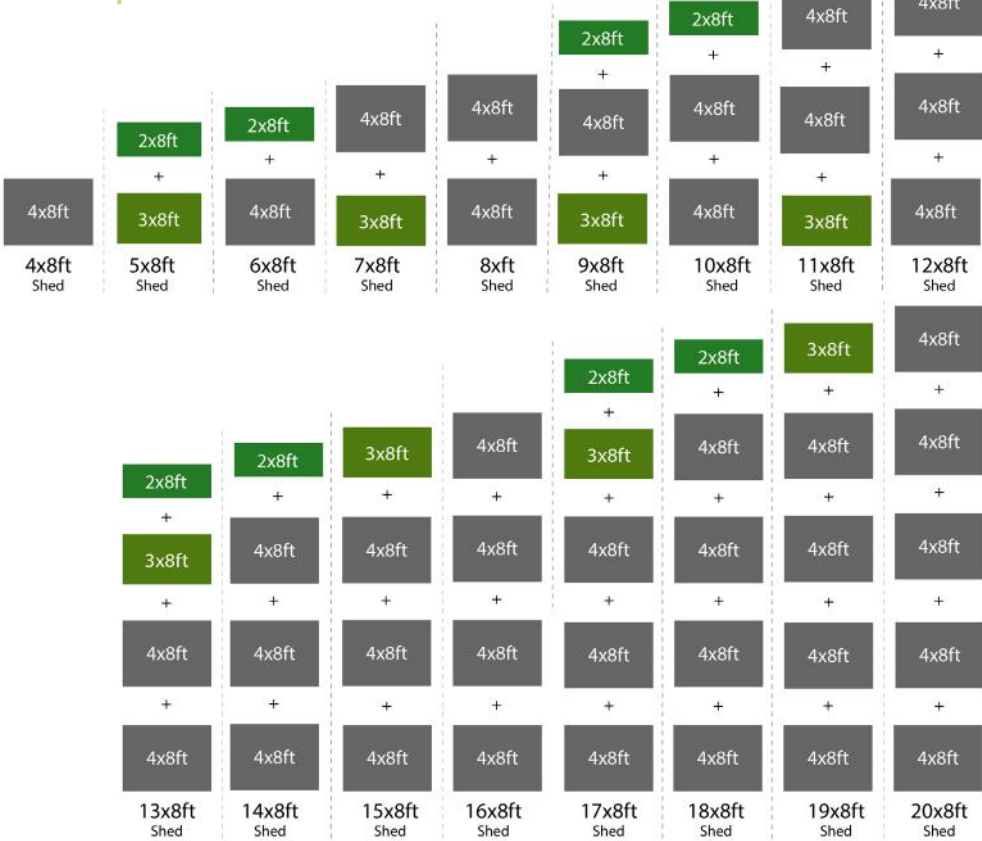 4x8ft
4x8ft
Shed
2x8ft
+
3x8ft
5x8ft
Shed
2x8ft
+
4x8ft
6x8ft
Shed
4x8ft
+
3x8ft
7x8ft
Shed
4x8ft
+
4x8ft
8xft
Shed
2x8ft
+
4x8ft
+
3x8ft
9x8ft
Shed
2x8ft
+
4x8ft
+
4x8ft
10x8ft
Shed
4x8ft
+
4x8ft
+
3x8ft
11x8ft
Shed
4x8ft
+
4x8ft
+
4x8ft
12x8ft
Shed
2x8ft
+
3x8ft
+
4x8ft
+
4x8ft
13x8ft
Shed
2x8ft
+
4x8ft
+
4x8ft
+
4x8ft
14x8ft
Shed
3x8ft
+
4x8ft
+
4x8ft
+
4x8ft
15x8ft
Shed
4x8ft
+
4x8ft
+
4x8ft
+
4x8ft
16x8ft
Shed
2x8ft
+
3x8ft
+
4x8ft
+
4x8ft
+
4x8ft
17x8ft
Shed
2x8ft
+
4x8ft
+
4x8ft
+
4x8ft
+
4x8ft
18x8ft
Shed
3x8ft
+
4x8ft
+
4x8ft
+
4x8ft
+
4x8ft
19x8ft
Shed
4x8ft
+
4x8ft
+
4x8ft
+
4x8ft
+
4x8ft
20x8ft
Shed